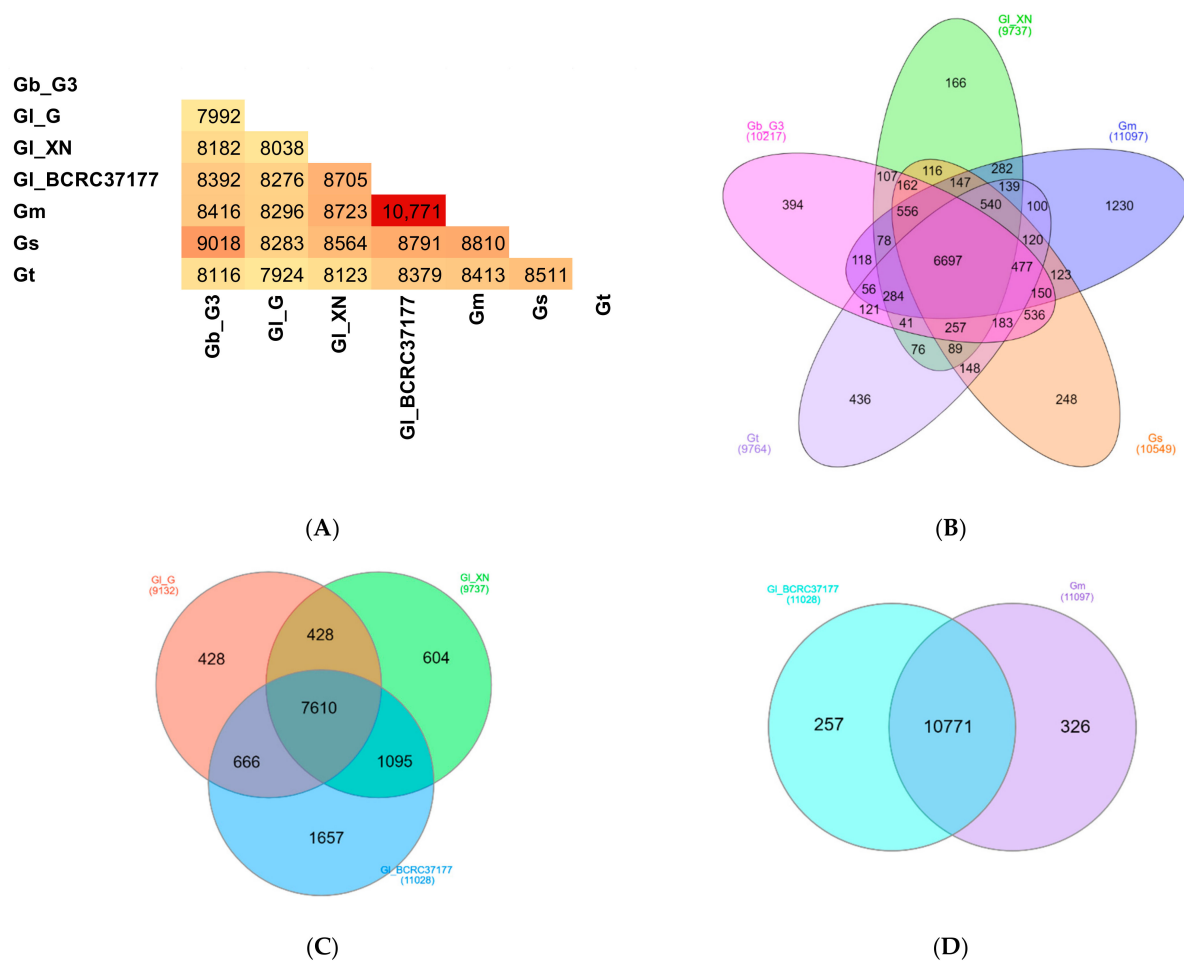 Gb_G3
Gl_G 7992
Gl_XN 8182 8038
Gl_BCRC37177 8392 8276 8705
Gm 8416 8296 8723 10,771
Gs 9018 8283 8564 8791 8810
Gt 8116 7924 8123 8379 8413 8511
Gb_G3 Gl_G Gl_XN Gl_BCRC37177 Gm Gs Gt
(A)
Gl_XN
(9737)
166
Gb_G3
(10217)
Gm
(11097)
116 282
107 162 147 139
394 556 540 100 1230
78 120
118 6697 477 123
56 284 150
121 41 257 183 536
76 89
148
436 248
Gt
(9764)
Gs
(10549)
(B)
Gl_G
(9132)
Gl_XN
(9737)
428
428 604
7610
666 1095
1657
Gl_BCRC37177
(11028)
(C)
Gl_BCRC37177
(11028)
Gm
(11097)
257 10771 326
(D)